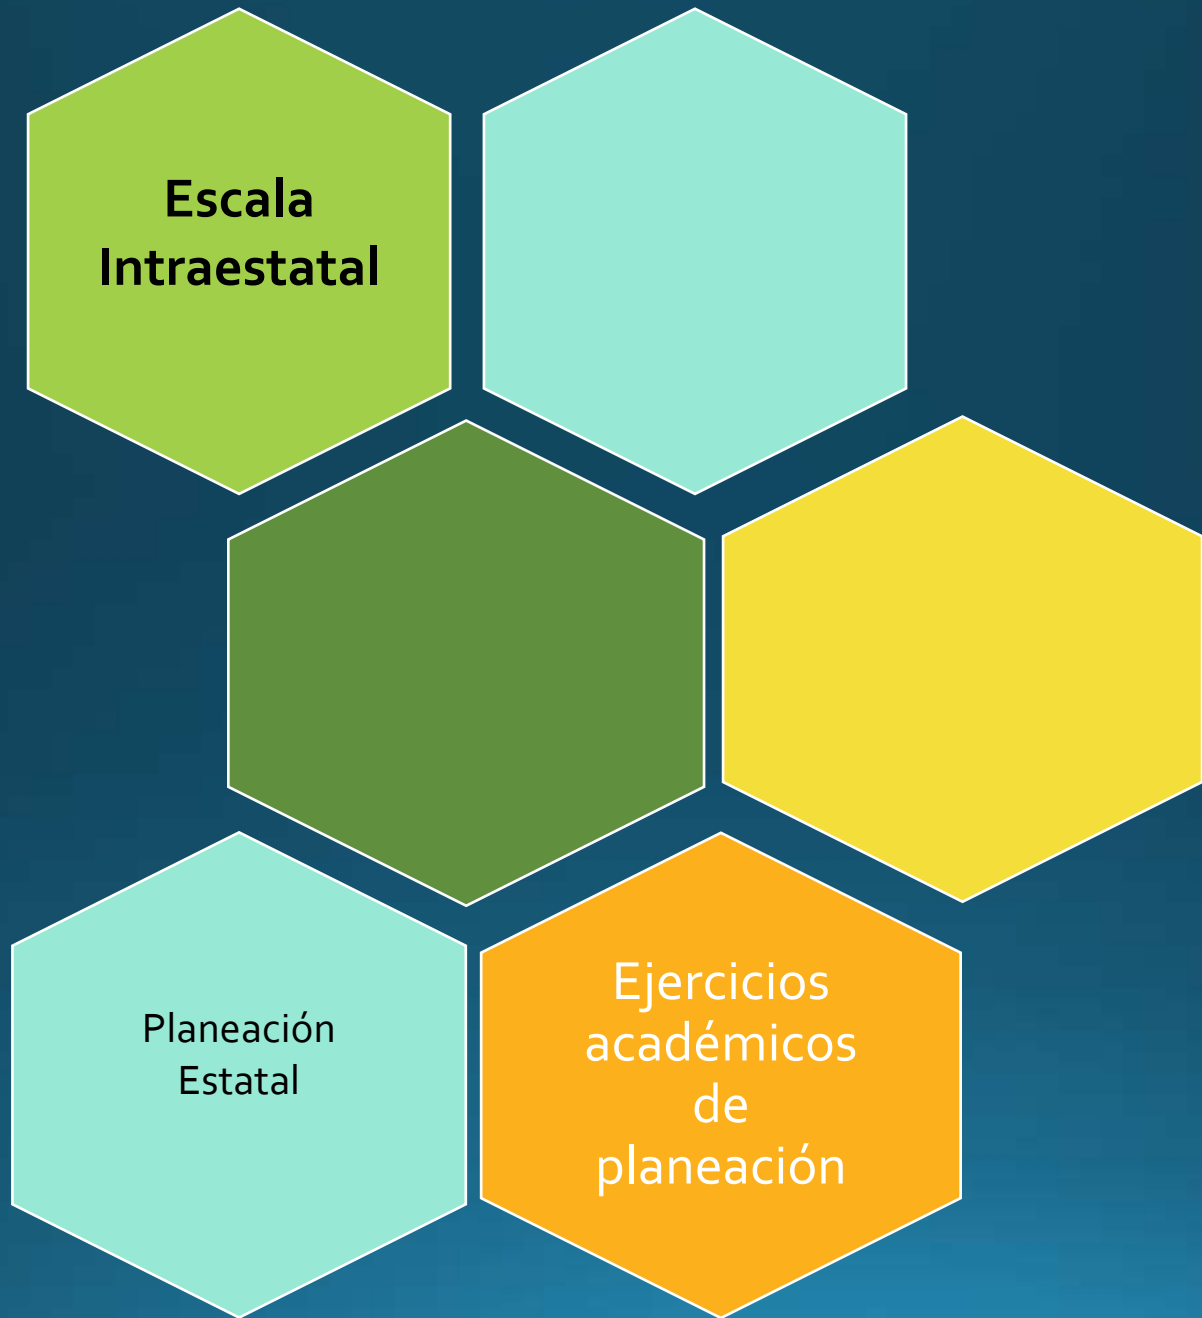 Escala
Intraestatal
Planeación
Estatal
Ejercicios
académicos
de
planeación